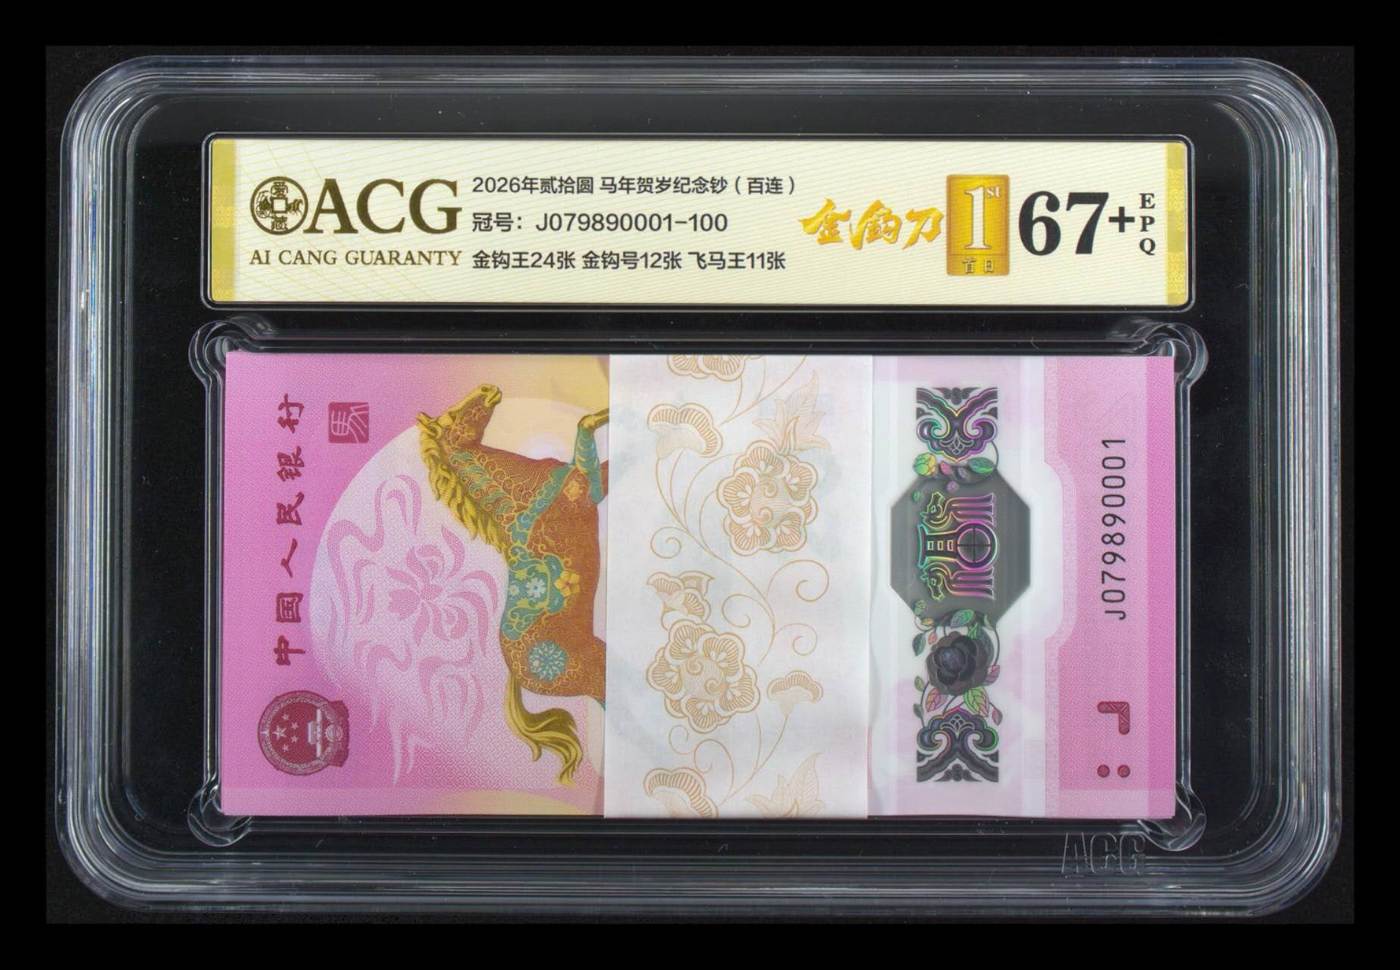 ACG
AI CANG GUARANTY
2026年贰拾圆 马年贺岁纪念钞（百连）
冠号：J079890001-100
金钩王24张 金钩号12张 飞马王11张
金钩刀
1ST
首日
67+
EPQ
中国人民银行
J079890001
ACG